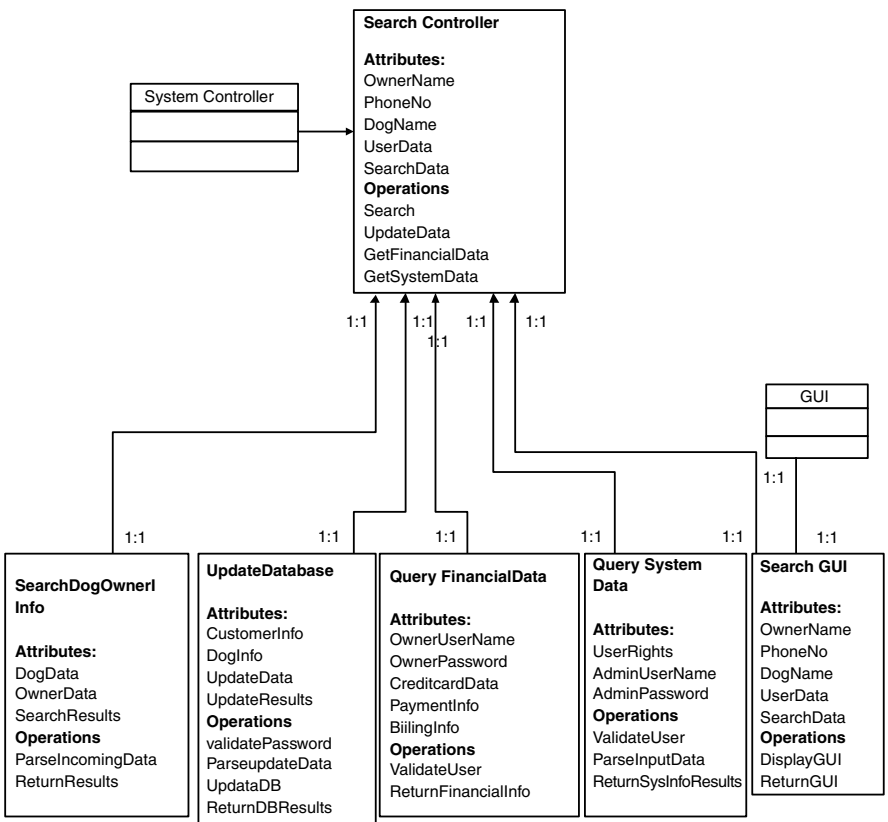 Search Controller
Attributes:
OwnerName
PhoneNo
DogName
UserData
SearchData
Operations
Search
UpdateData
GetFinancialData
GetSystemData
System Controller
1:1
1:1
1:1
1:1
1:1
GUI
1:1
1:1
1:1
1:1
1:1
1:1
1:1
SearchDogOwnerI
Info
Attributes:
DogData
OwnerData
SearchResults
Operations
ParseIncomingData
ReturnResults
UpdateDatabase
Attributes:
CustomerInfo
DogInfo
UpdateData
UpdateResults
Operations
validatePassword
ParseupdateData
UpdataDB
ReturnDBResults
Query FinancialData
Attributes:
OwnerUserName
OwnerPassword
CreditcardData
PaymentInfo
BiilingInfo
Operations
ValidateUser
ReturnFinancialInfo
Query System
Data
Attributes:
UserRights
AdminUserName
AdminPassword
Operations
ValidateUser
ParseInputData
ReturnSysInfoResults
Search GUI
Attributes:
OwnerName
PhoneNo
DogName
UserData
SearchData
Operations
DisplayGUI
ReturnGUI